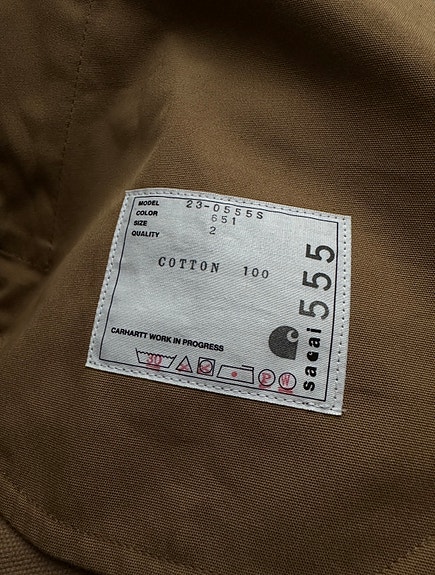 MODEL 23-0555S
COLOR 651
SIZE 2
QUALITY
COTTON 100
CARHARTT WORK IN PROGRESS
30
P
W
sacai 555